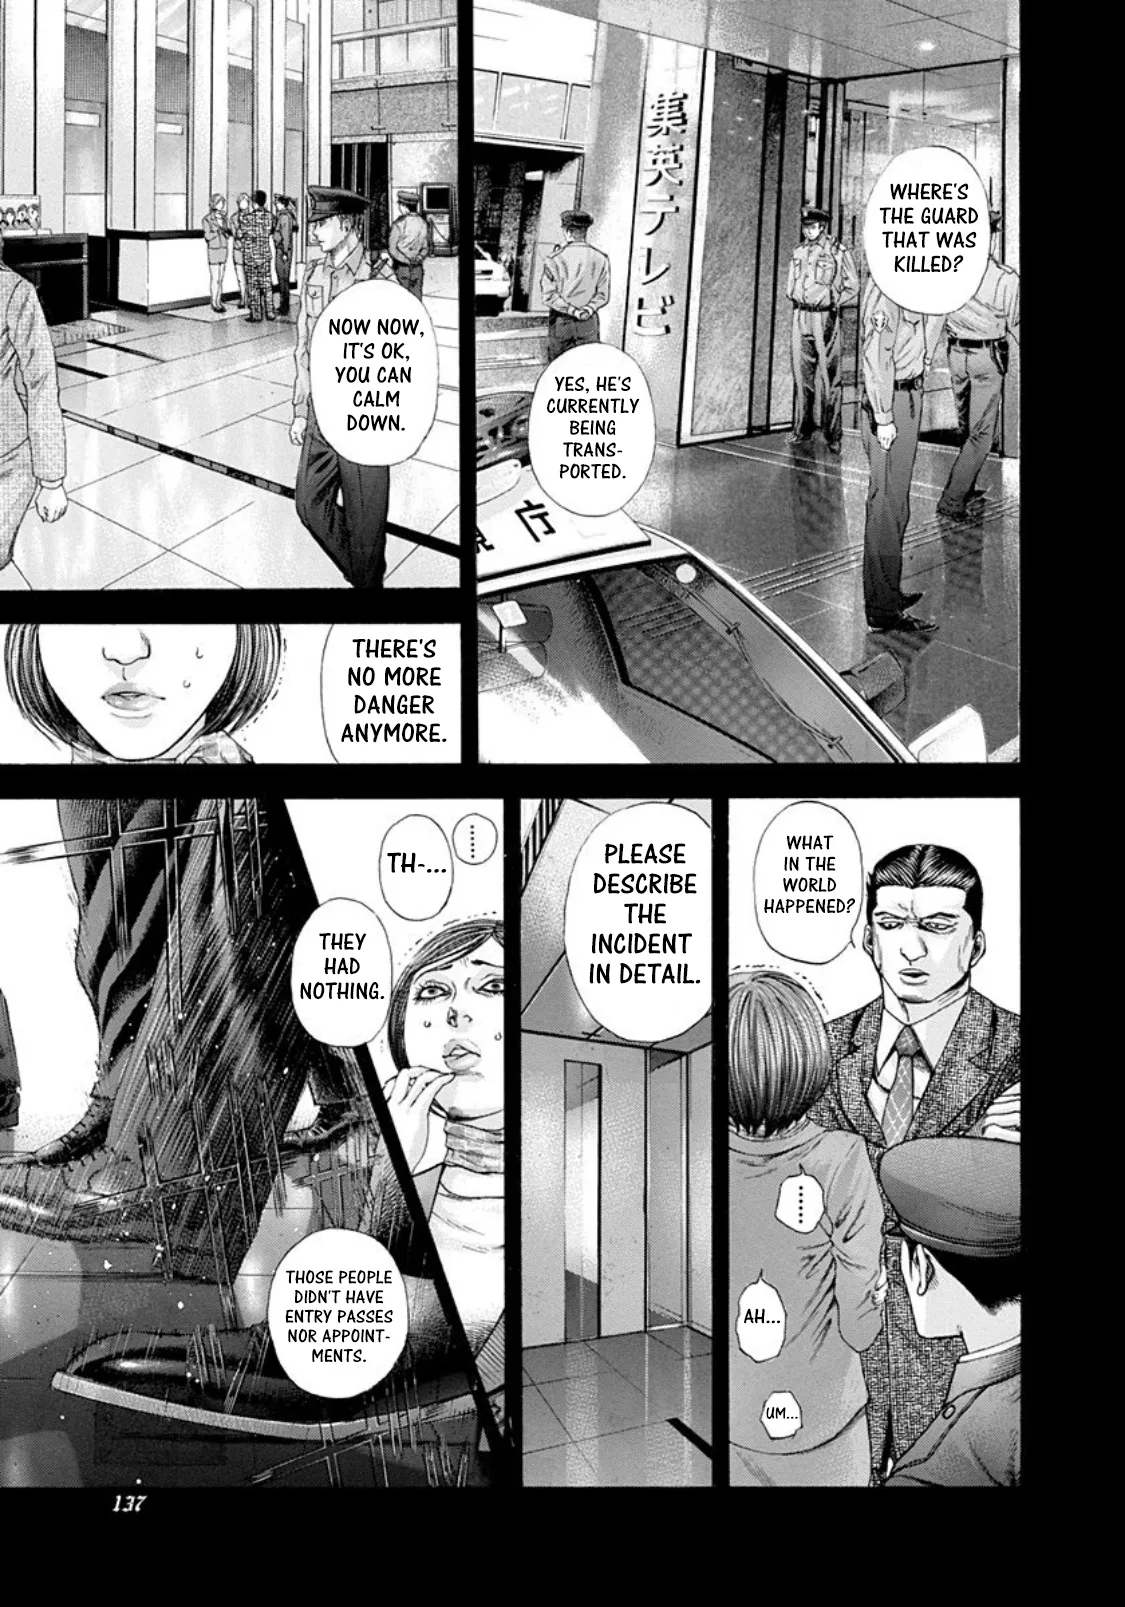 WHERE'S
THE GUARD
THAT WAS
KILLED?
集英テレビ
YES, HE'S
CURRENTLY
BEING
TRANS-
PORTED.
視庁
NOW NOW,
IT'S OK,
YOU CAN
CALM
DOWN.
THERE'S
NO MORE
DANGER
ANYMORE.
WHAT
IN THE
WORLD
HAPPENED?
......
AH...
UM...
PLEASE
DESCRIBE
THE
INCIDENT
IN DETAIL.
......
TH-...
THEY
HAD
NOTHING.
THOSE PEOPLE
DIDN'T HAVE
ENTRY PASSES
NOR APPOINT-
MENTS.
137